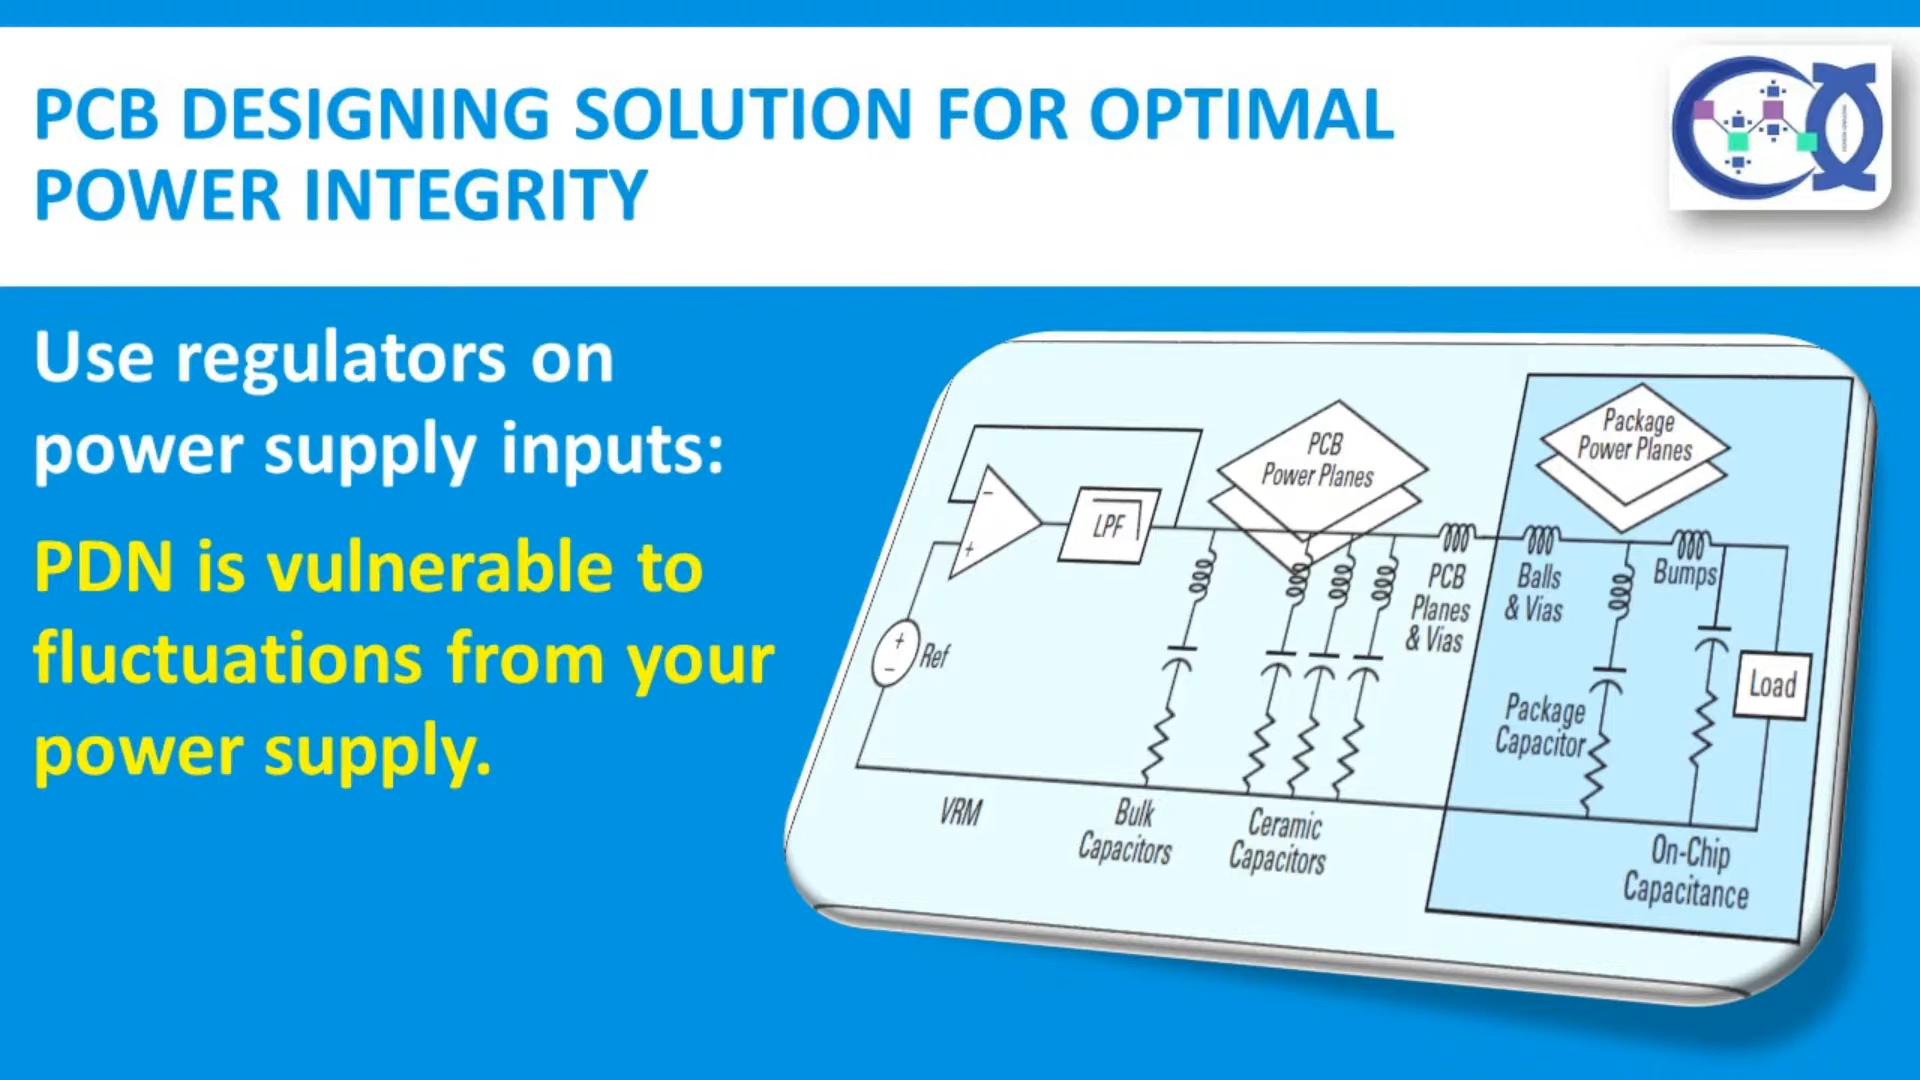 PCB DESIGNING SOLUTION FOR OPTIMAL
POWER INTEGRITY
Use regulators on
power supply inputs:
PDN is vulnerable to
fluctuations from your
power supply.
PCB
Power Planes
Package
Power Planes
−
+
LPF
+
−
Ref
PCB
Planes
& Vias
Balls
& Vias
Bumps
Load
Package
Capacitor
VRM
Bulk
Capacitors
Ceramic
Capacitors
On-Chip
Capacitance